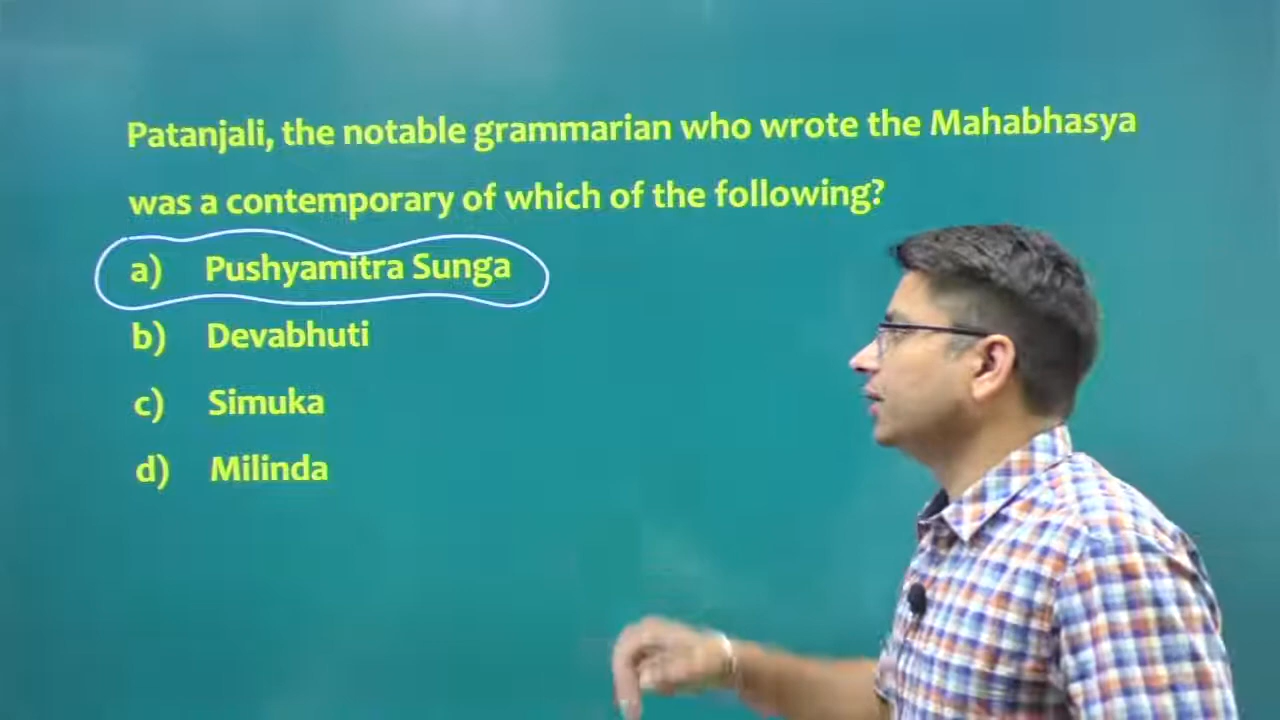 Patanjali, the notable grammarian who wrote the Mahabhasya
was a contemporary of which of the following?
a) Pushyamitra Sunga
b) Devabhuti
c) Simuka
d) Milinda